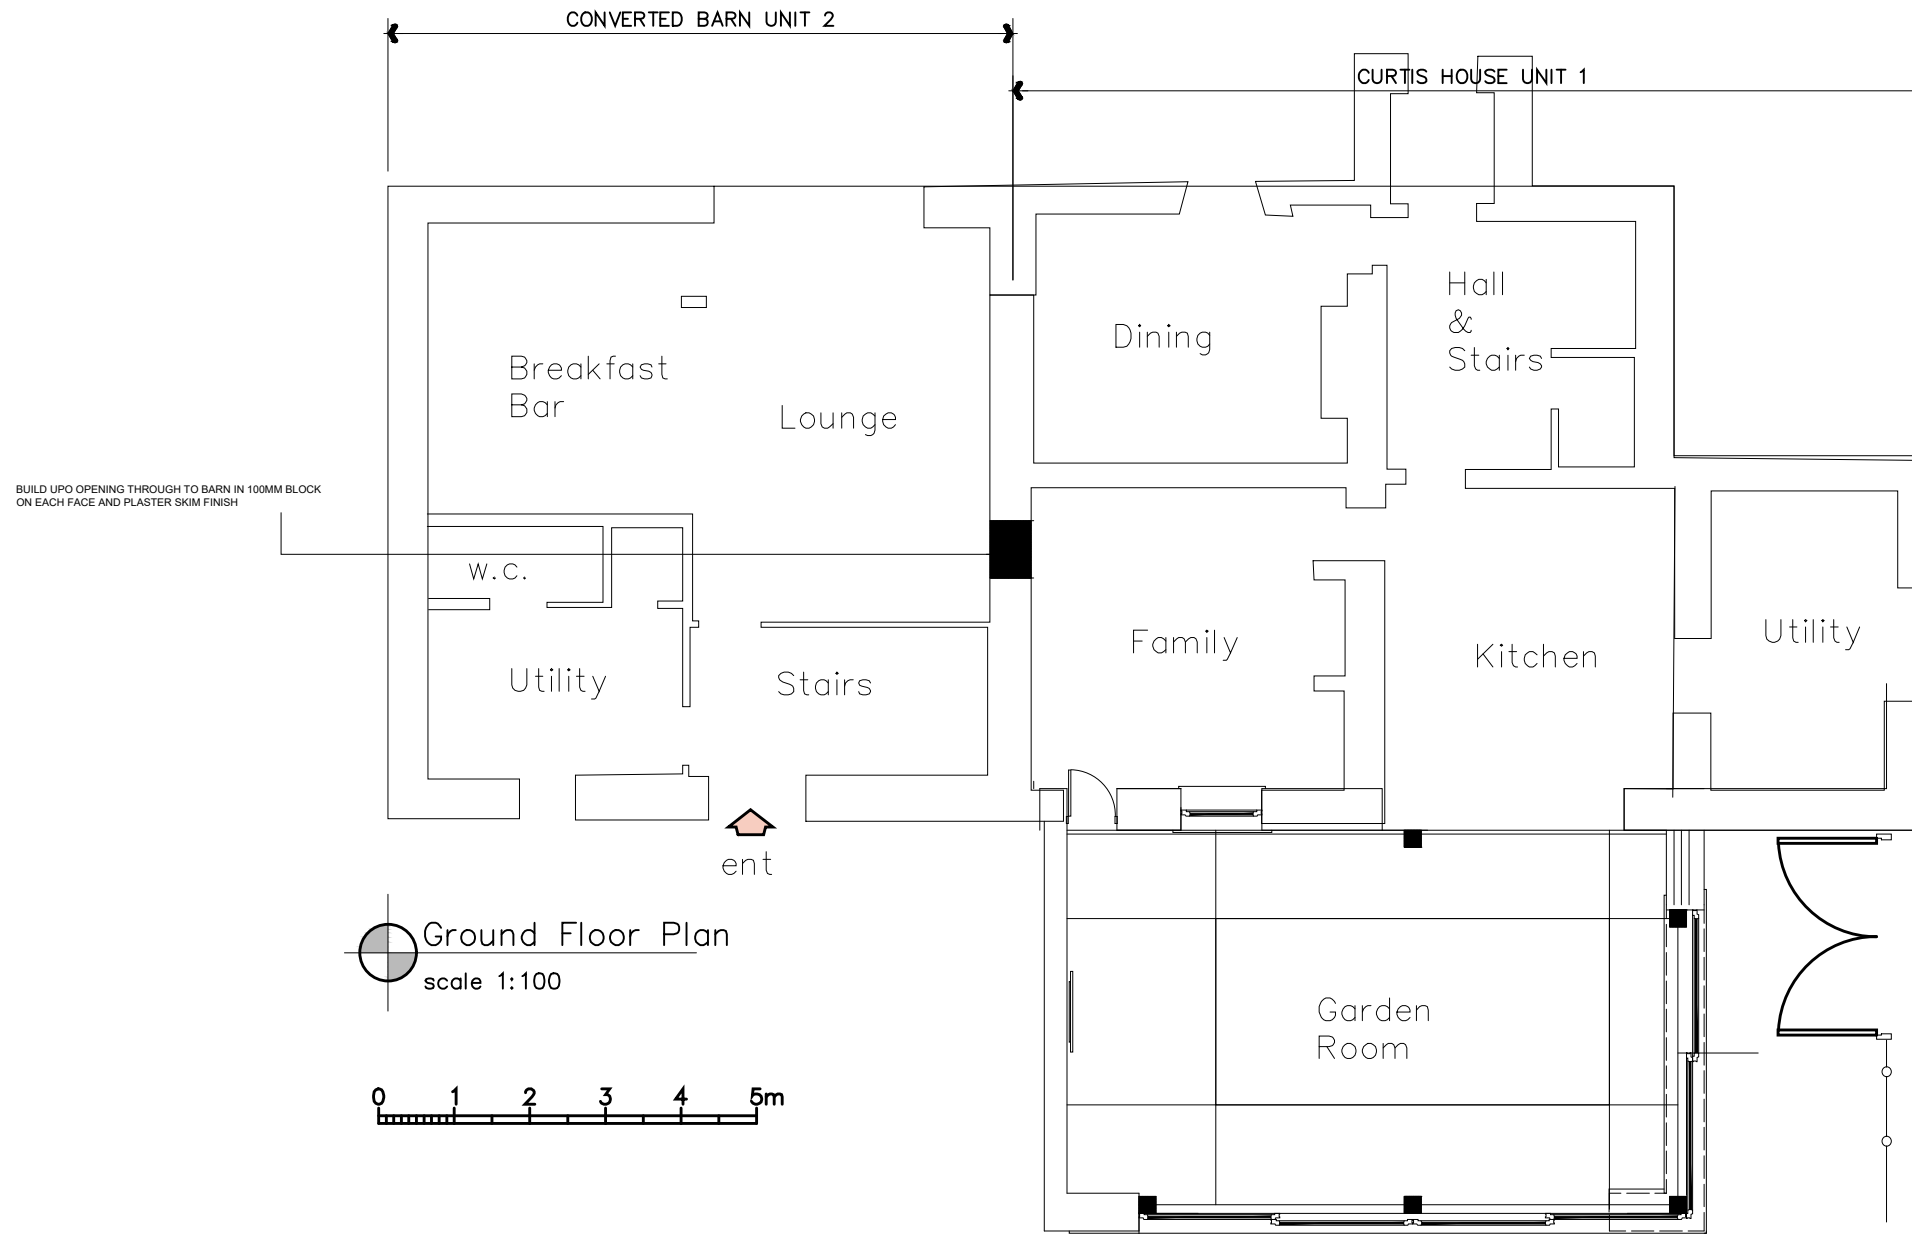 CONVERTED BARN UNIT 2
CURTIS HOUSE UNIT 1
Hall
&
Stairs
Dining
Breakfast
Bar
Lounge
BUILD UPO OPENING THROUGH TO BARN IN 100MM BLOCK
ON EACH FACE AND PLASTER SKIM FINISH
W.C.
Utility
Stairs
Family
Kitchen
Utility
ent
Ground Floor Plan
scale 1:100
Garden
Room
0 1 2 3 4 5m